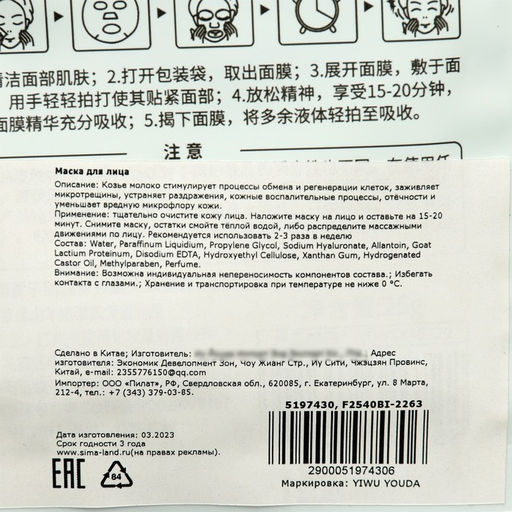 清洁面部肌肤；2.打开包装袋，取出面膜；3.展开面膜，敷于面
用手轻轻拍打使其贴紧面部；4.放松精神，享受15-20分钟，
面膜精华充分吸收；5.揭下面膜，将多余液体轻拍至吸收。
注意
Маска для лица
Описание: Козье молоко стимулирует процессы обмена и регенерации клеток, заживляет
микротрещины, устраняет раздражения, кожные воспалительные процессы, отёчности и
уменьшает вредную микрофлору кожи.
Применение: тщательно очистите кожу лица. Наложите маску на лицо и оставьте на 15-20
минут. Снимите маску, остатки смойте тёплой водой, либо распределите массажными
движениями по лицу. Рекомендуется использовать 2-3 раза в неделю
Состав: Water, Paraffinum Liquidium, Propylene Glycol, Sodium Hyaluronate, Allantoin, Goat
Lactium Proteinum, Disodium EDTA, Hydroxyethyl Cellulose, Xanthan Gum, Hydrogenated
Castor Oil, Methylparaben, Perfume.
Внимание: Возможна индивидуальная непереносимость компонентов состава.; Избегать
контакта с глазами.; Хранение и транспортировка при температуре не ниже 0 °C.
Сделано в Китае; Изготовитель: Адрес
изготовителя: Экономик Девелопмент Зон, Чоу Жианг Стр., Иу Сити, Чжэцзян Провинс,
Китай, e-mail: 2355776150@qq.com
Импортер: ООО «Пилат», РФ, Свердловская обл., 620085, г. Екатеринбург, ул. 8 Марта,
212-4, тел.: +7 (343) 379-03-85.
5197430, F2540BI-2263
Дата изготовления 03.2023
Срок годности 3 года
www.sima-land.ru(на правах рекламы).
EAC
84
2900051974306
Маркировка: YIWU YOUDA